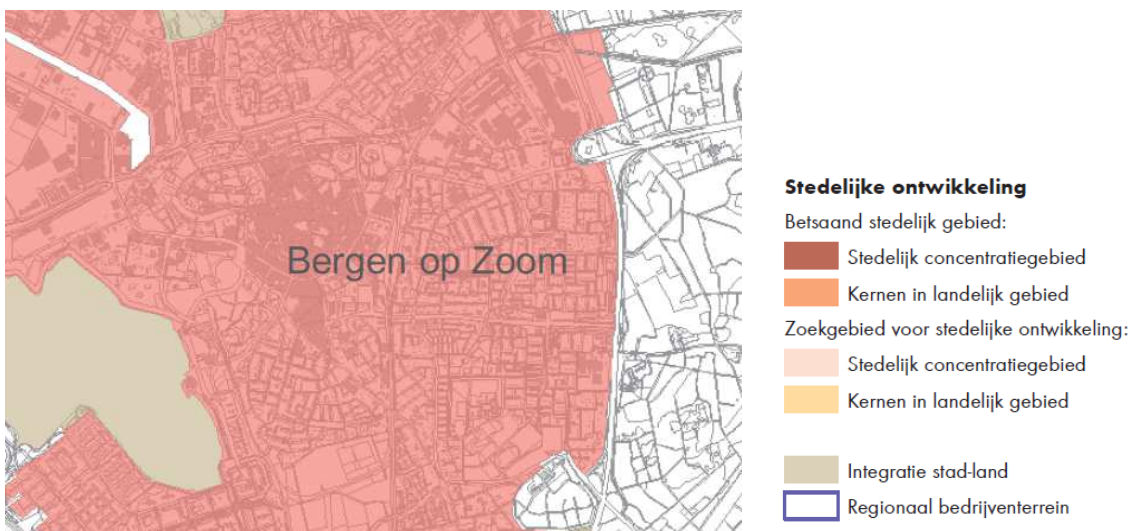 Bergen op Zoom
Stedelijke ontwikkeling
Betsaand stedelijk gebied:
Stedelijk concentratiegebied
Kernen in landelijk gebied
Zoekgebied voor stedelijke ontwikkeling:
Stedelijk concentratiegebied
Kernen in landelijk gebied
Integratie stad-land
Regionaal bedrijventerrein